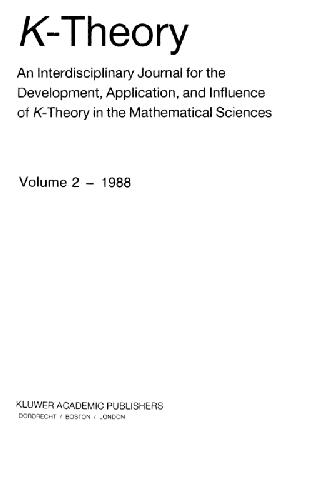 K-Theory
An Interdisciplinary Journal for the
Development, Application, and Influence
of K-Theory in the Mathematical Sciences
Volume 2 – 1988
KLUWER ACADEMIC PUBLISHERS
DORDRECHT / BOSTON / LONDON